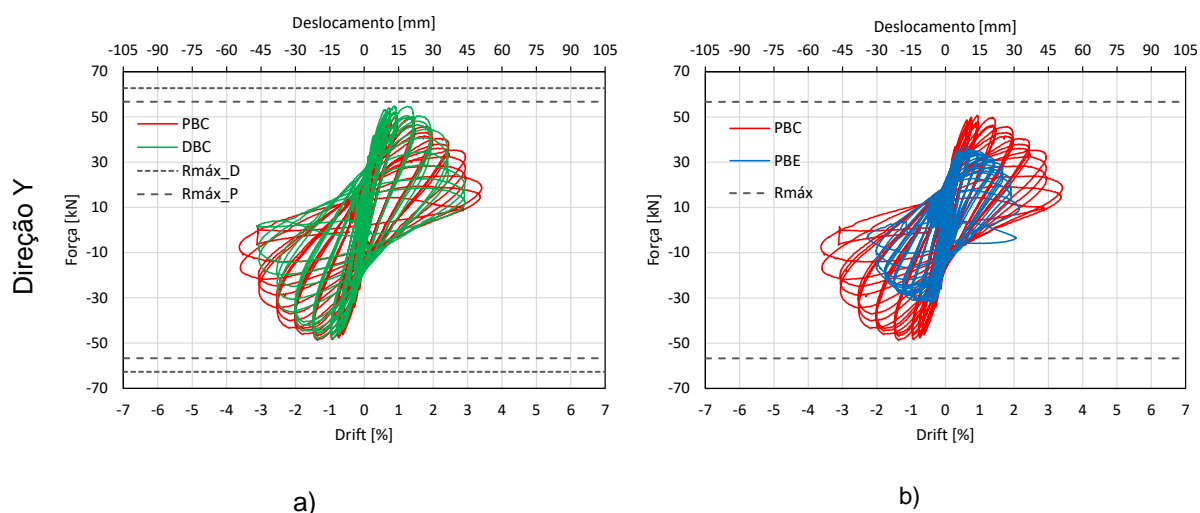 Deslocamento [mm]
-105 -90 -75 -60 -45 -30 -15 0 15 30 45 60 75 90 105
70
50
30
10
-10
-30
-50
-70
Força [kN]
PBC
DBC
Rmáx_D
Rmáx_P
-7 -6 -5 -4 -3 -2 -1 0 1 2 3 4 5 6 7
Drift [%]
Direção Y
a)
Deslocamento [mm]
-105 -90 -75 -60 -45 -30 -15 0 15 30 45 60 75 90 105
70
50
30
10
-10
-30
-50
-70
Força [kN]
PBC
PBE
Rmáx
-7 -6 -5 -4 -3 -2 -1 0 1 2 3 4 5 6 7
Drift [%]
b)